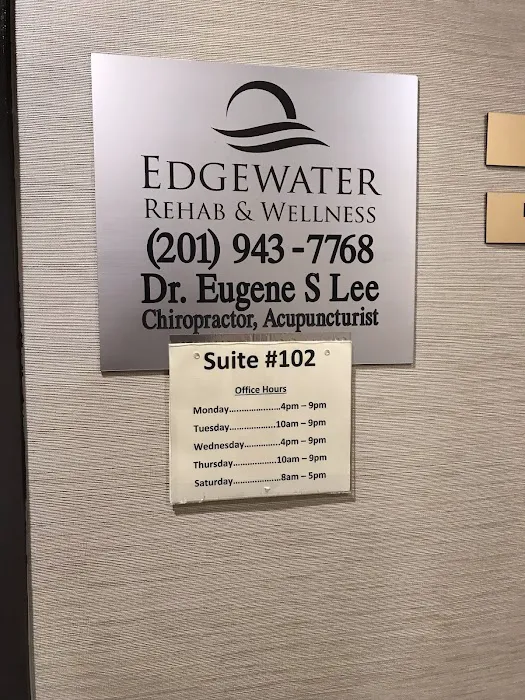 EDGEWATER
REHAB & WELLNESS
(201) 943-7768
Dr. Eugene S Lee
Chiropractor, Acupuncturist
Suite #102
Office Hours
Monday....................4pm – 9pm
Tuesday..................10am – 9pm
Wednesday..............4pm – 9pm
Thursday.................10am – 9pm
Saturday...................8am – 5pm